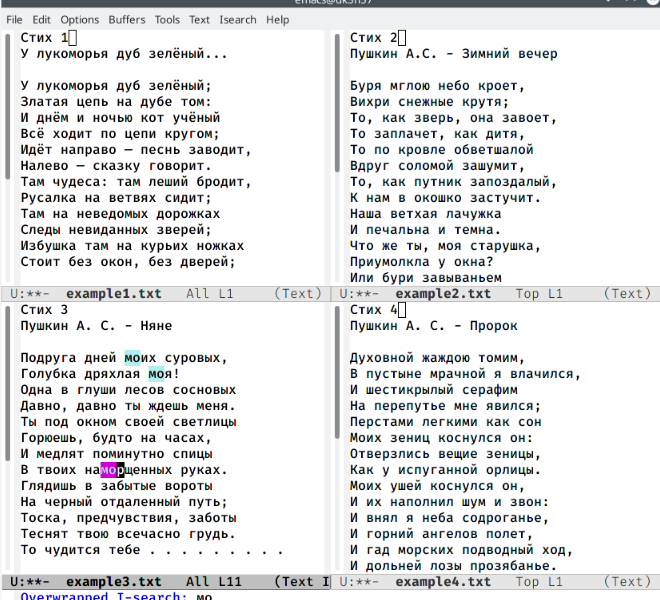 emacs@dk3n37
File Edit Options Buffers Tools Text Isearch Help
Стих 1
У лукоморья дуб зелёный...
У лукоморья дуб зелёный;
Златая цепь на дубе том:
И днём и ночью кот учёный
Всё ходит по цепи кругом;
Идёт направо — песнь заводит,
Налево — сказку говорит.
Там чудеса: там леший бродит,
Русалка на ветвях сидит;
Там на неведомых дорожках
Следы невиданных зверей;
Избушка там на курьих ножках
Стоит без окон, без дверей;
U:**- example1.txt All L1 (Text)
Стих 2
Пушкин А.С. - Зимний вечер
Буря мглою небо кроет,
Вихри снежные крутя;
То, как зверь, она завоет,
То заплачет, как дитя,
То по кровле обветшалой
Вдруг соломой зашумит,
То, как путник запоздалый,
К нам в окошко застучит.
Наша ветхая лачужка
И печальна и темна.
Что же ты, моя старушка,
Приумолкла у окна?
Или бури завываньем
U:**- example2.txt Top L1 (Text)
Стих 3
Пушкин А. С. - Няне
Подруга дней моих суровых,
Голубка дряхлая моя!
Одна в глуши лесов сосновых
Давно, давно ты ждешь меня.
Ты под окном своей светлицы
Горюешь, будто на часах,
И медлят поминутно спицы
В твоих наморщенных руках.
Глядишь в забытые вороты
На черный отдаленный путь;
Тоска, предчувствия, заботы
Теснят твою всечасно грудь.
То чудится тебе . . . . . . . . .
U:**- example3.txt All L11 (Text I
Стих 4
Пушкин А. С. - Пророк
Духовной жаждою томим,
В пустыне мрачной я влачился,
И шестикрылый серафим
На перепутье мне явился;
Перстами легкими как сон
Моих зениц коснулся он:
Отверзлись вещие зеницы,
Как у испуганной орлицы.
Моих ушей коснулся он,
И их наполнил шум и звон:
И внял я неба содроганье,
И горний ангелов полет,
И гад морских подводный ход,
И дольней лозы прозябанье.
U:**- example4.txt Top L1 (Text)
Overwrapped I-search: мо